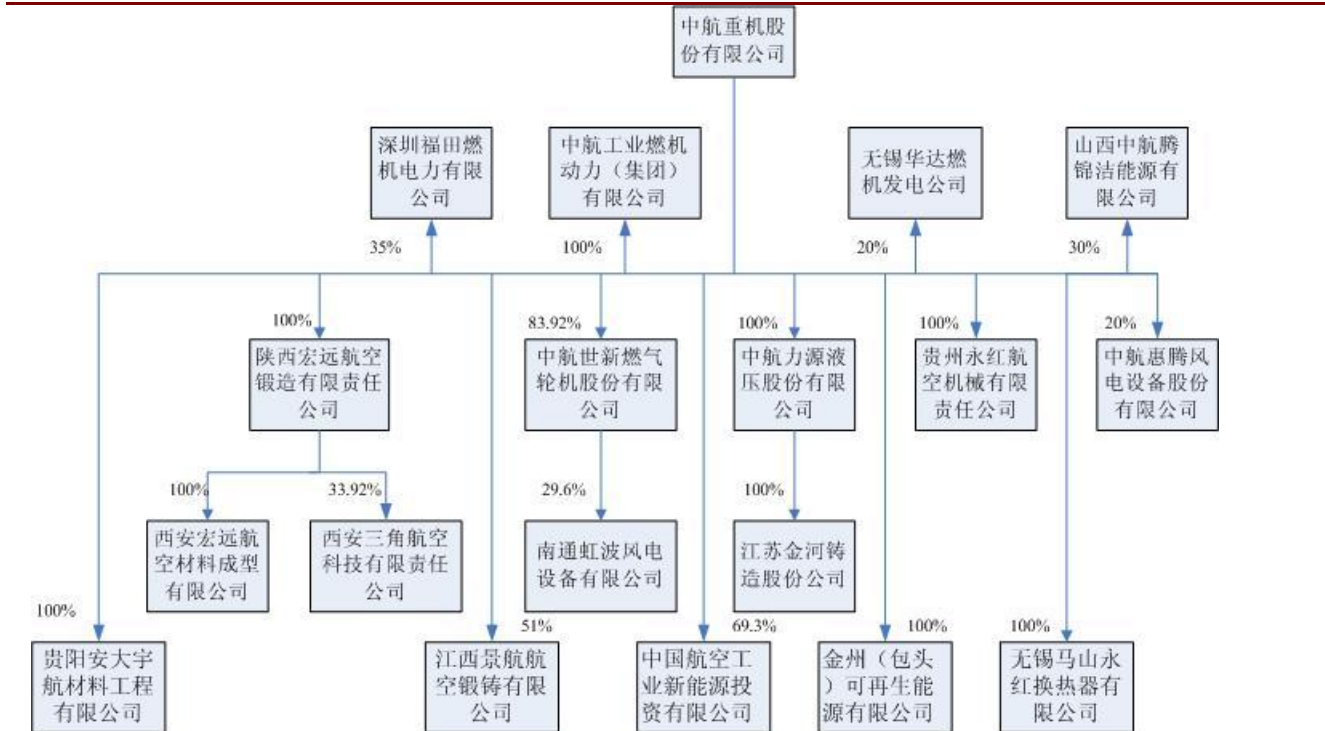 中航重机股
份有限公司
深圳福田燃
机电力有限
公司
中航工业燃机
动力（集团）
有限公司
无锡华达燃
机发电公司
山西中航腾
锦洁能源有
限公司
35%
100%
20%
30%
100%
83.92%
100%
100%
20%
陕西宏远航空
锻造有限责任
公司
中航世新燃气
轮机股份有限
公司
中航力源液
压股份有限
公司
贵州永红航
空机械有限
责任公司
中航惠腾风
电设备股份
有限公司
100%
33.92%
29.6%
100%
西安宏远航
空材料成型
有限公司
西安三角航空
科技有限责任
公司
南通虹波风电
设备有限公司
江苏金河铸
造股份公司
100%
51%
69.3%
100%
100%
贵阳安大宇
航材料工程
有限公司
江西景航航
空锻铸有限
公司
中国航空工
业新能源投
资有限公司
金州（包头
）可再生能
源有限公司
无锡马山永
红换热器有
限公司